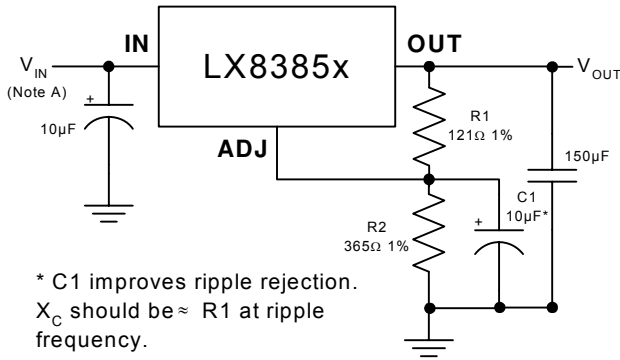 IN
OUT
LX8385x
V_IN
(Note A)
+
10µF
V_OUT
R1
121Ω 1%
ADJ
150µF
C1
10µF*
+
R2
365Ω 1%
* C1 improves ripple rejection.
X_C should be ≈ R1 at ripple
frequency.